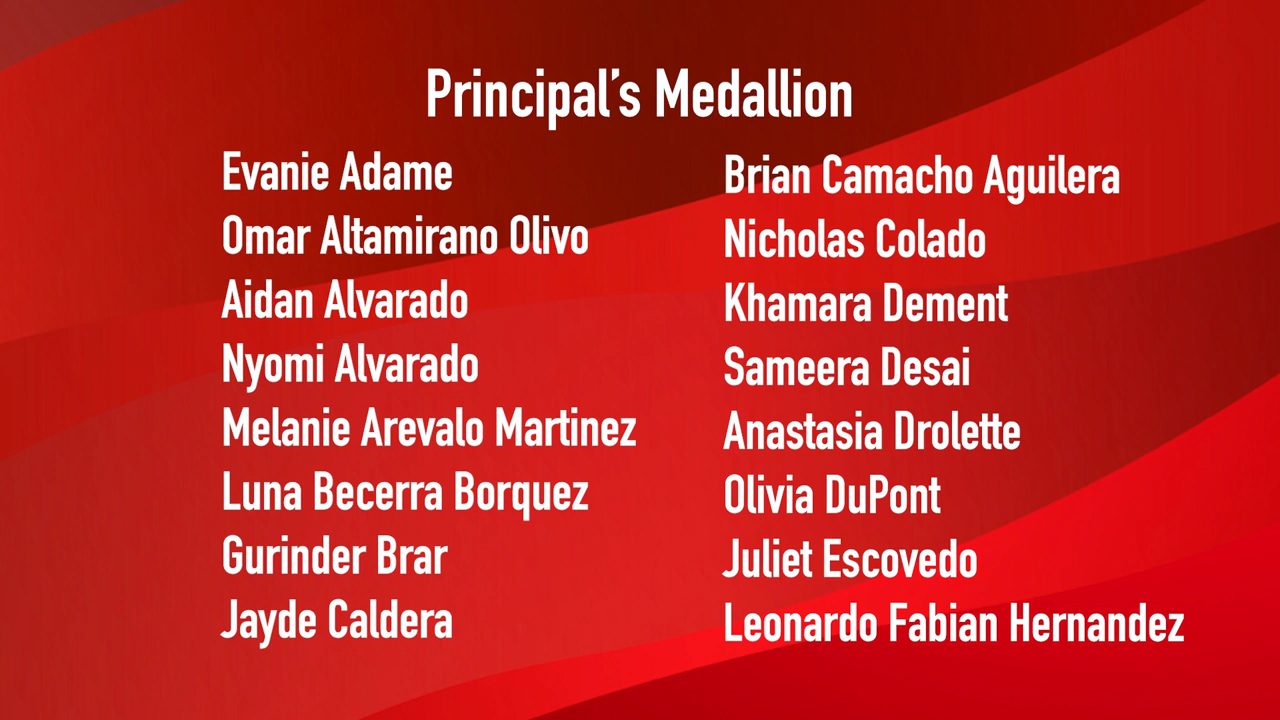 Principal's Medallion
Evanie Adame
Omar Altamirano Olivo
Aidan Alvarado
Nyomi Alvarado
Melanie Arevalo Martinez
Luna Becerra Borquez
Gurinder Brar
Jayde Caldera
Brian Camacho Aguilera
Nicholas Colado
Khamara Dement
Sameera Desai
Anastasia Drolette
Olivia DuPont
Juliet Escovedo
Leonardo Fabian Hernandez